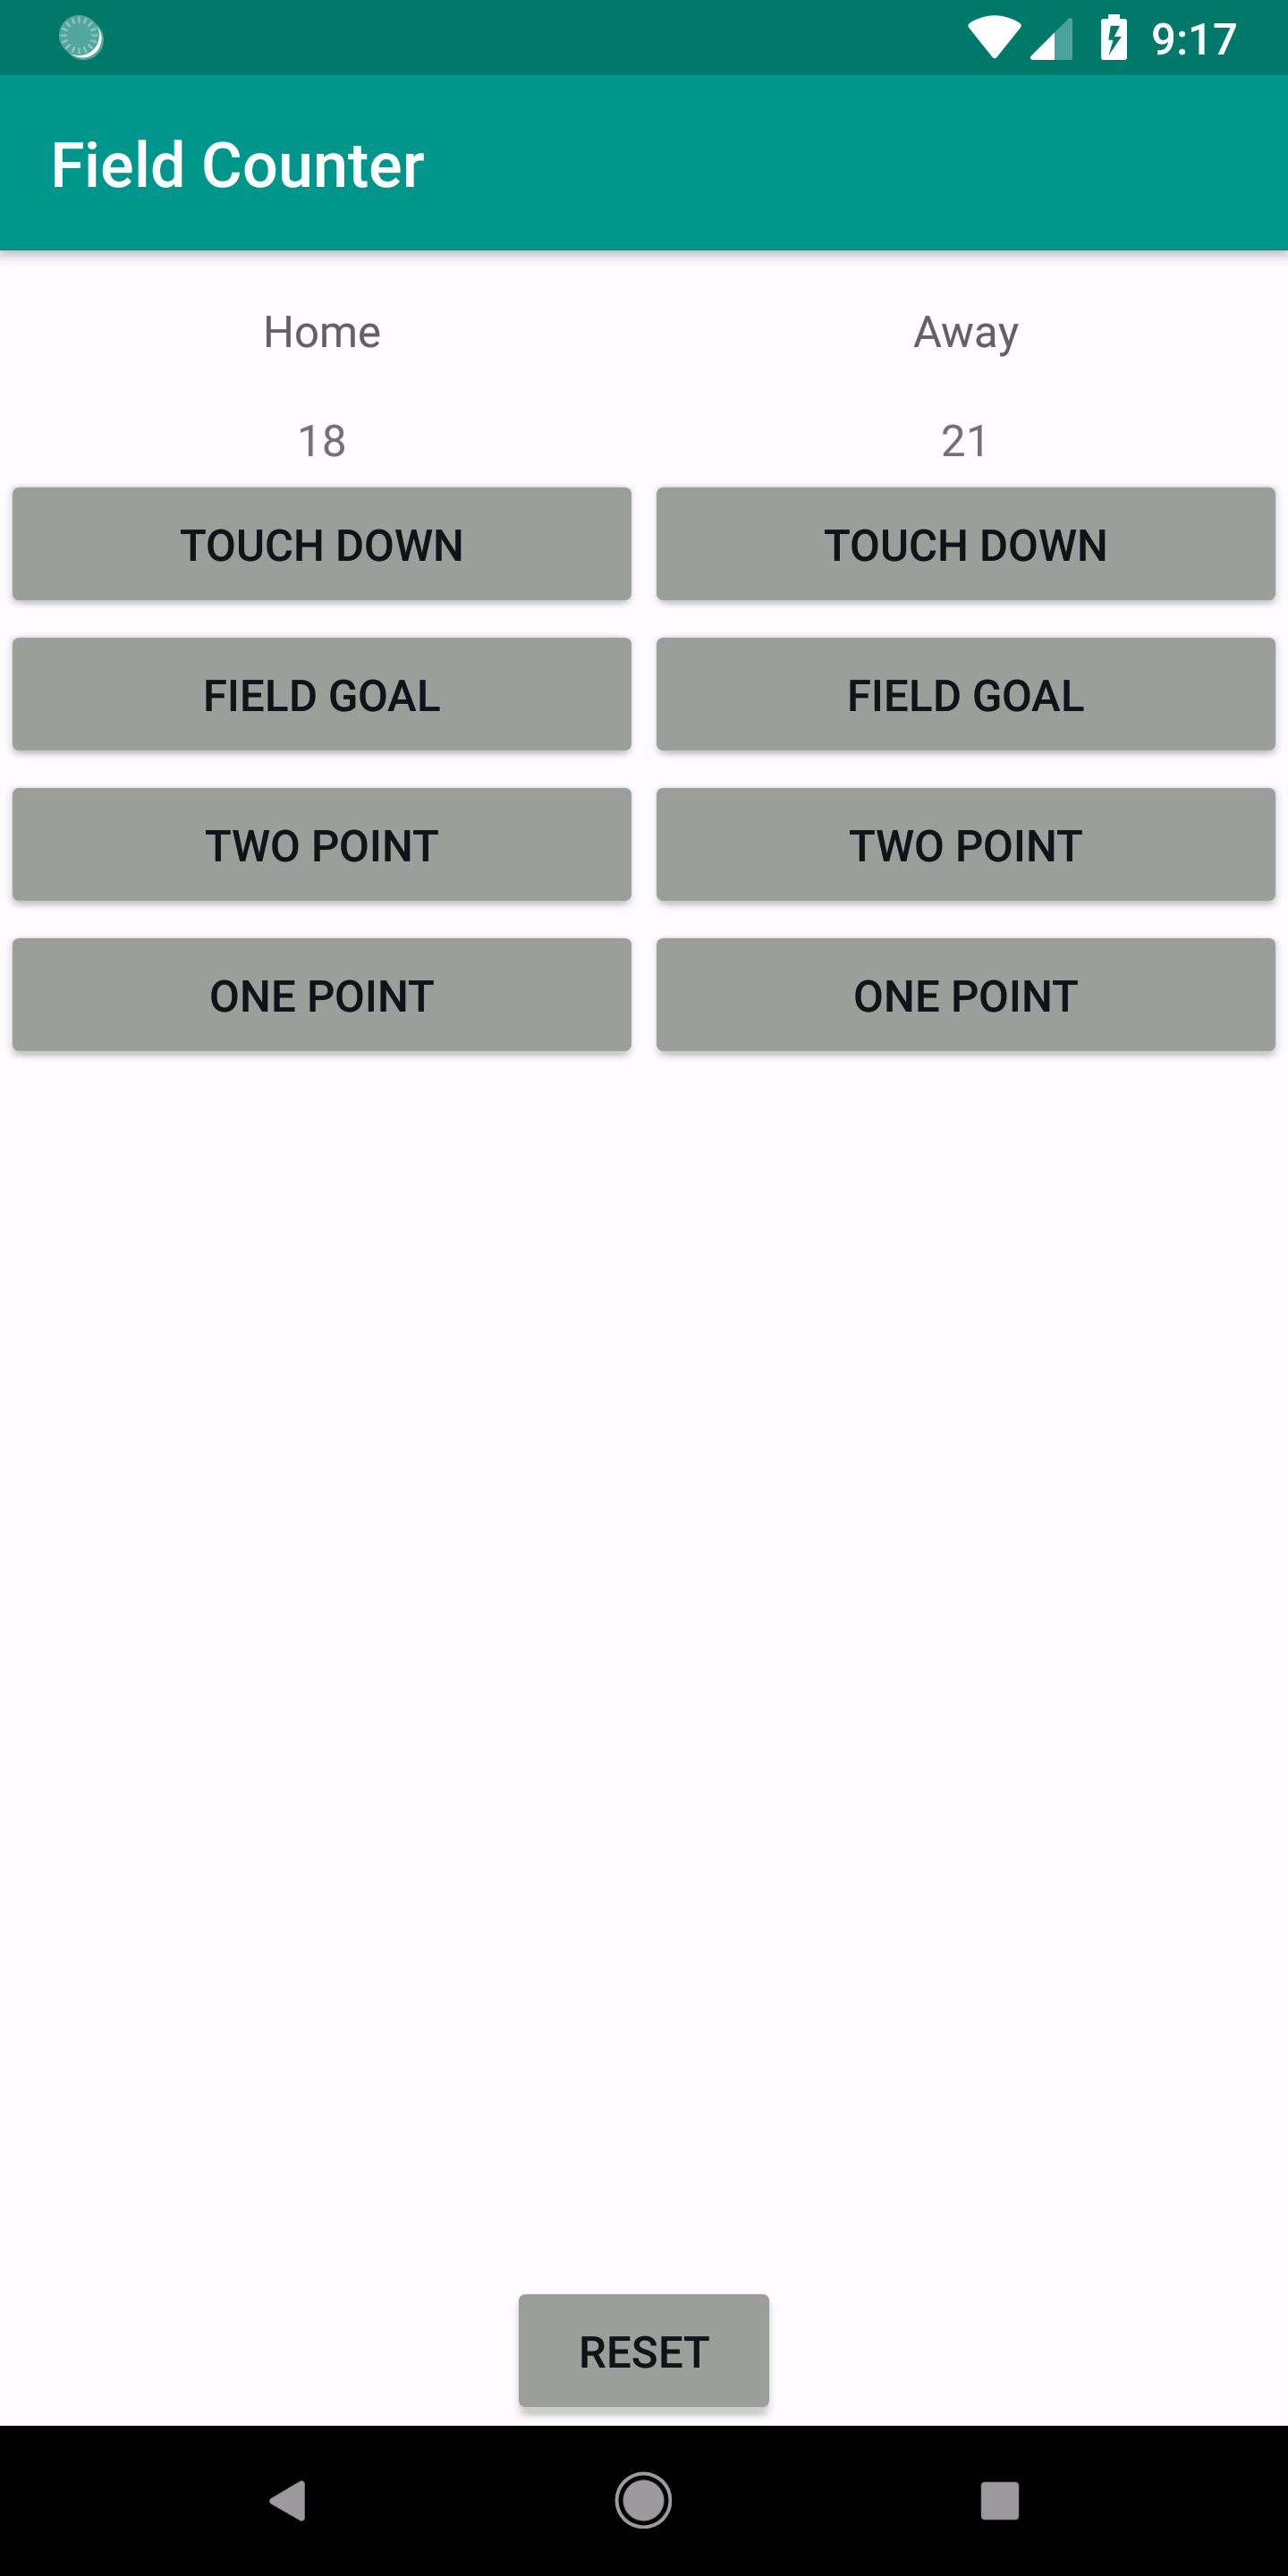 9:17
Field Counter
Home Away
18 21
TOUCH DOWN TOUCH DOWN
FIELD GOAL FIELD GOAL
TWO POINT TWO POINT
ONE POINT ONE POINT
RESET